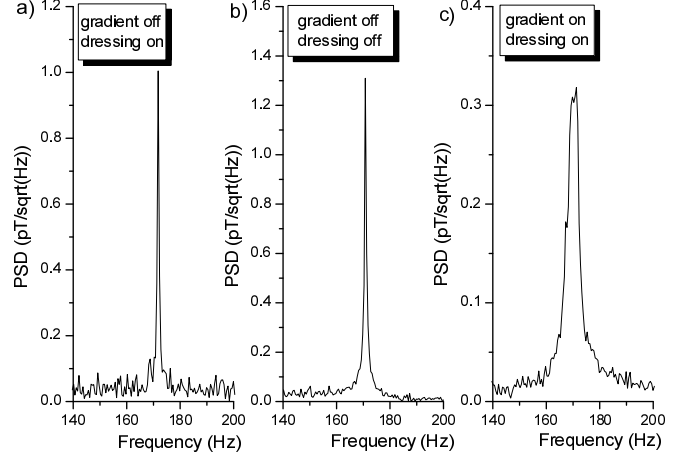 a)
gradient off
dressing on
PSD (pT/sqrt(Hz))
1.2
1.0
0.8
0.6
0.4
0.2
0.0
140 160 180 200
Frequency (Hz)
b)
gradient off
dressing off
PSD (pT/sqrt(Hz))
1.6
1.4
1.2
1.0
0.8
0.6
0.4
0.2
0.0
140 160 180 200
Frequency (Hz)
c)
gradient on
dressing on
PSD (pT/sqrt(Hz))
0.4
0.3
0.2
0.1
0.0
140 160 180 200
Frequency (Hz)